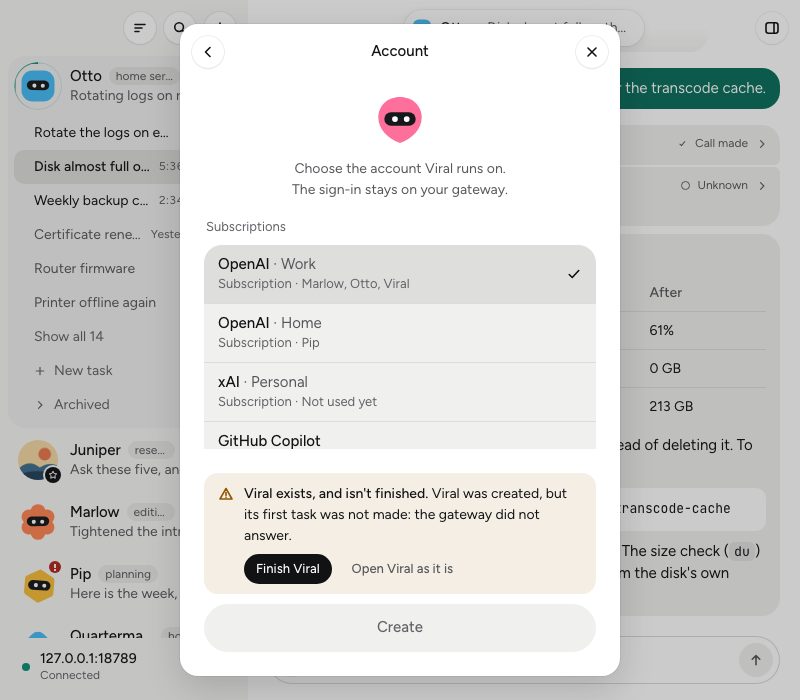 Account
Choose the account Viral runs on.
The sign-in stays on your gateway.
Subscriptions
OpenAI · Work
Subscription · Marlow, Otto, Viral
OpenAI · Home
Subscription · Pip
xAI · Personal
Subscription · Not used yet
GitHub Copilot
Viral exists, and isn't finished. Viral was created, but
its first task was not made: the gateway did not
answer.
Finish Viral
Open Viral as it is
Create
Otto home ser...
Rotating logs on
Rotate the logs on e...
Disk almost full o... 5:36
Weekly backup c... 2:34
Certificate rene... Yeste
Router firmware
Printer offline again
Show all 14
New task
Archived
Juniper rese...
Ask these five, an
Marlow editi...
Tightened the
Pip planning
Here is the week,
Quarterma
127.0.0.1:18789
Connected
the transcode cache.
Call made
Unknown
After
61%
0 GB
213 GB
ead of deleting it. To
transcode-cache
The size check ( du )
m the disk's own